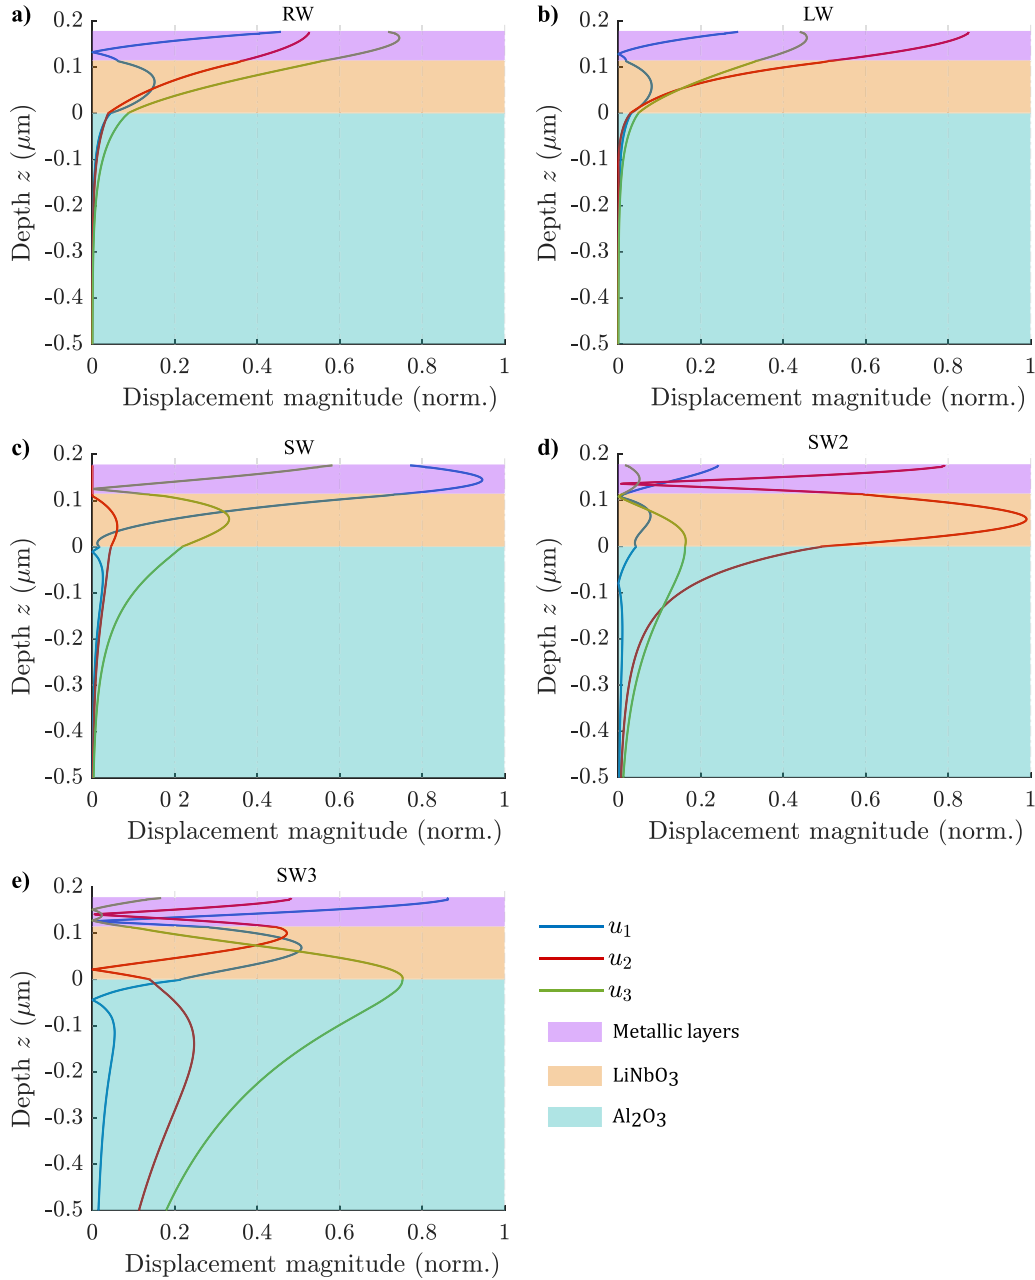 a)
RW
0.2
0.1
0
-0.1
-0.2
-0.3
-0.4
-0.5
Depth z (μm)
0 0.2 0.4 0.6 0.8 1
Displacement magnitude (norm.)
b)
LW
0.2
0.1
0
-0.1
-0.2
-0.3
-0.4
-0.5
Depth z (μm)
0 0.2 0.4 0.6 0.8 1
Displacement magnitude (norm.)
c)
SW
0.2
0.1
0
-0.1
-0.2
-0.3
-0.4
-0.5
Depth z (μm)
0 0.2 0.4 0.6 0.8 1
Displacement magnitude (norm.)
d)
SW2
0.2
0.1
0
-0.1
-0.2
-0.3
-0.4
-0.5
Depth z (μm)
0 0.2 0.4 0.6 0.8 1
Displacement magnitude (norm.)
e)
SW3
0.2
0.1
0
-0.1
-0.2
-0.3
-0.4
-0.5
Depth z (μm)
0 0.2 0.4 0.6 0.8 1
Displacement magnitude (norm.)
u₁
u₂
u₃
Metallic layers
LiNbO₃
Al₂O₃